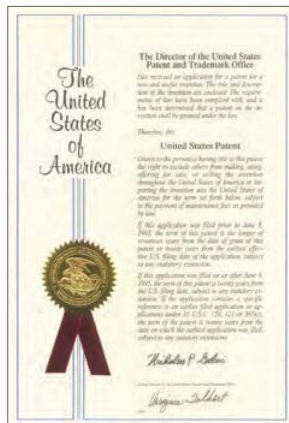 The
United
States
of
America
The Director of the United States
Patent and Trademark Office
Has received an application for a patent for a
new and useful invention. The title and descrip-
tion of the invention are enclosed. The require-
ments of law have been complied with, and it
has been determined that a patent on the in-
vention shall be granted under the law.
Therefore, this
United States Patent
Grants to the person(s) having title to this patent
the right to exclude others from making, using,
offering for sale, or selling the invention
throughout the United States of America or im-
porting the invention into the United States of
America for the term set forth below, subject
to the payment of maintenance fees as provided
by law.
If this application was filed prior to June 8,
1995, the term of this patent is the longer of
seventeen years from the date of grant of this
patent or twenty years from the earliest effec-
tive U.S. filing date of the application, subject
to any statutory extension.
If this application was filed on or after June 8,
1995, the term of this patent is twenty years from
the U.S. filing date, subject to any statutory ex-
tension. If the application contains a specific
reference to an earlier filed application or ap-
plications under 35 U.S.C. 120, 121 or 365(c),
the term of the patent is twenty years from the
date on which the earliest application was filed,
subject to any statutory extensions.
Nicholas P.
Virginia